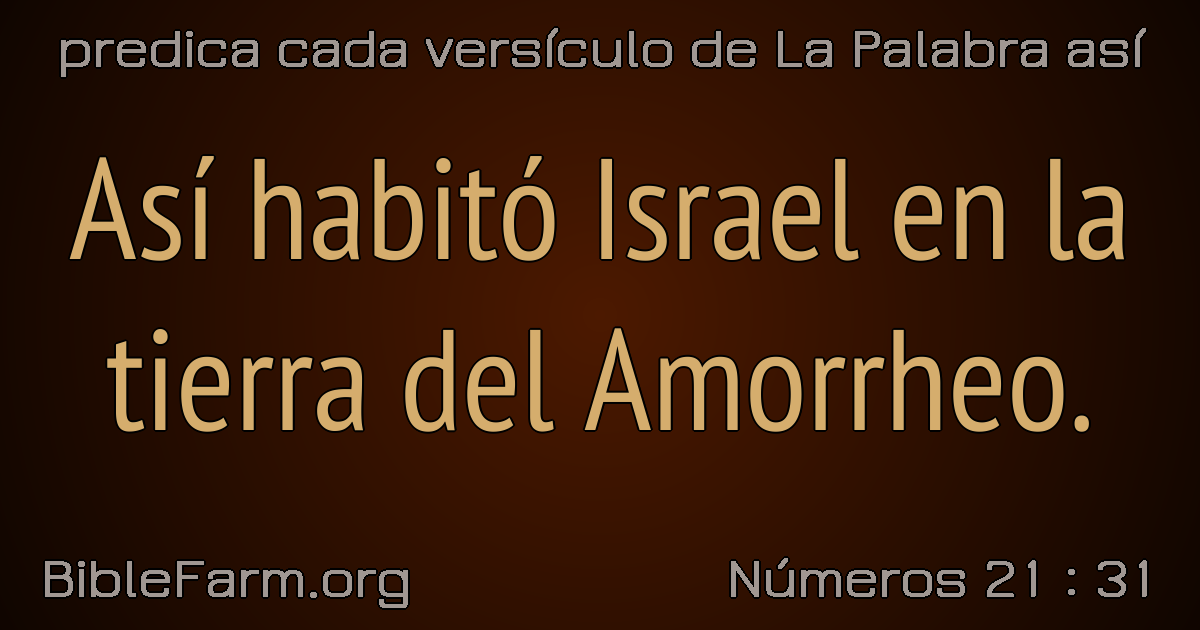 predica cada versículo de La Palabra así
Así habitó Israel en la
tierra del Amorrheo.
BibleFarm.org
Números 21 : 31